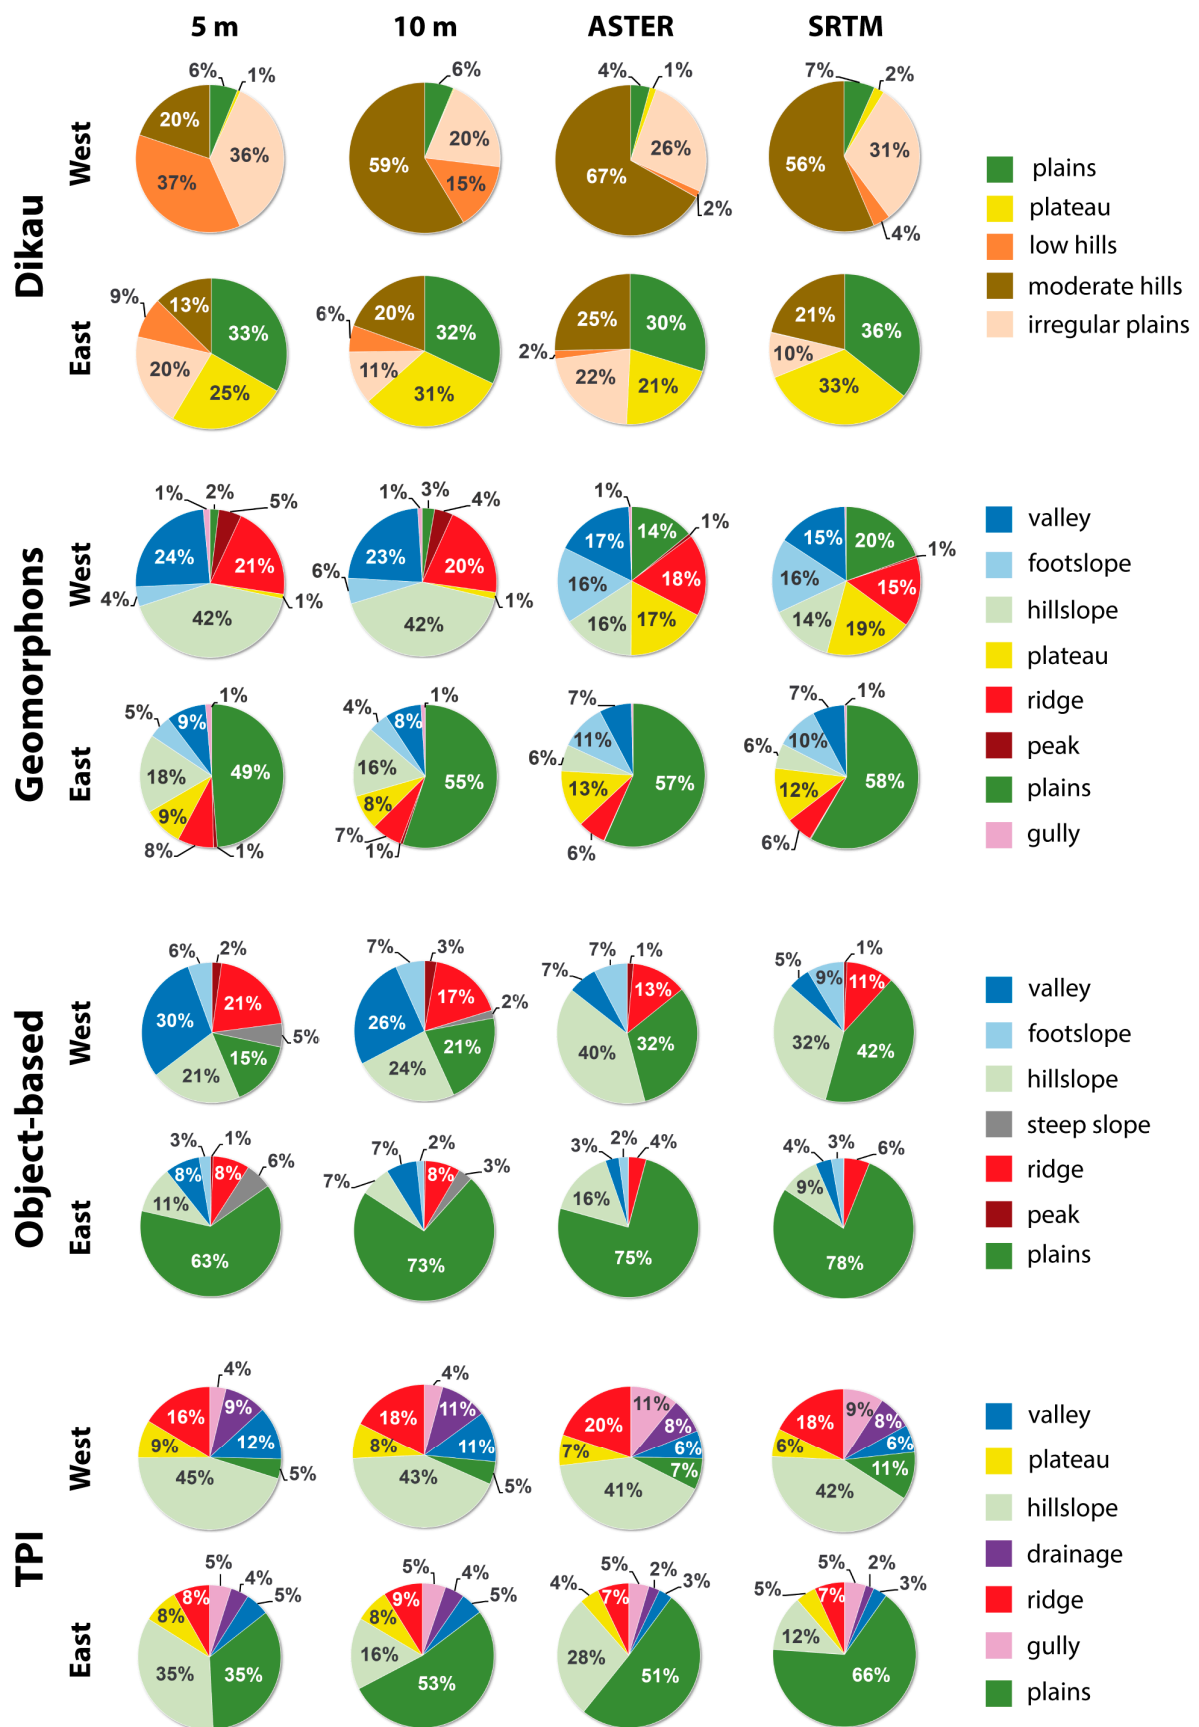 5 m 10 m ASTER SRTM
Dikau
West
6% 1% 36% 37% 20%
6% 20% 15% 59%
4% 1% 26% 2% 67%
7% 2% 31% 4% 56%
East
33% 25% 20% 9% 13%
32% 31% 11% 6% 20%
30% 21% 22% 2% 25%
36% 33% 10% 21%
plains
plateau
low hills
moderate hills
irregular plains
Geomorphons
West
1% 2% 5% 21% 1% 42% 4% 24%
1% 3% 4% 20% 1% 42% 6% 23%
1% 14% 1% 18% 17% 16% 16% 17%
20% 1% 15% 19% 14% 16% 15%
East
1% 49% 1% 8% 9% 18% 5% 9%
1% 55% 1% 7% 8% 16% 4% 8%
57% 6% 13% 6% 11% 7%
1% 58% 6% 12% 6% 10% 7%
valley
footslope
hillslope
plateau
ridge
peak
plains
gully
Object-based
West
2% 21% 5% 15% 21% 30% 6%
3% 17% 2% 21% 24% 26% 7%
1% 13% 32% 40% 7% 7%
1% 11% 42% 32% 5% 9%
East
1% 8% 6% 63% 11% 8% 3%
2% 8% 3% 73% 7% 7%
4% 75% 16% 3% 2%
6% 78% 9% 4% 3%
valley
footslope
hillslope
steep slope
ridge
peak
plains
TPI
West
4% 9% 12% 5% 45% 9% 16%
4% 11% 11% 5% 43% 8% 18%
11% 8% 6% 7% 41% 7% 20%
9% 8% 6% 11% 42% 6% 18%
East
5% 4% 5% 35% 35% 8% 8%
5% 4% 5% 53% 16% 8% 9%
5% 2% 3% 51% 28% 4% 7%
5% 2% 3% 66% 12% 5% 7%
valley
plateau
hillslope
drainage
ridge
gully
plains